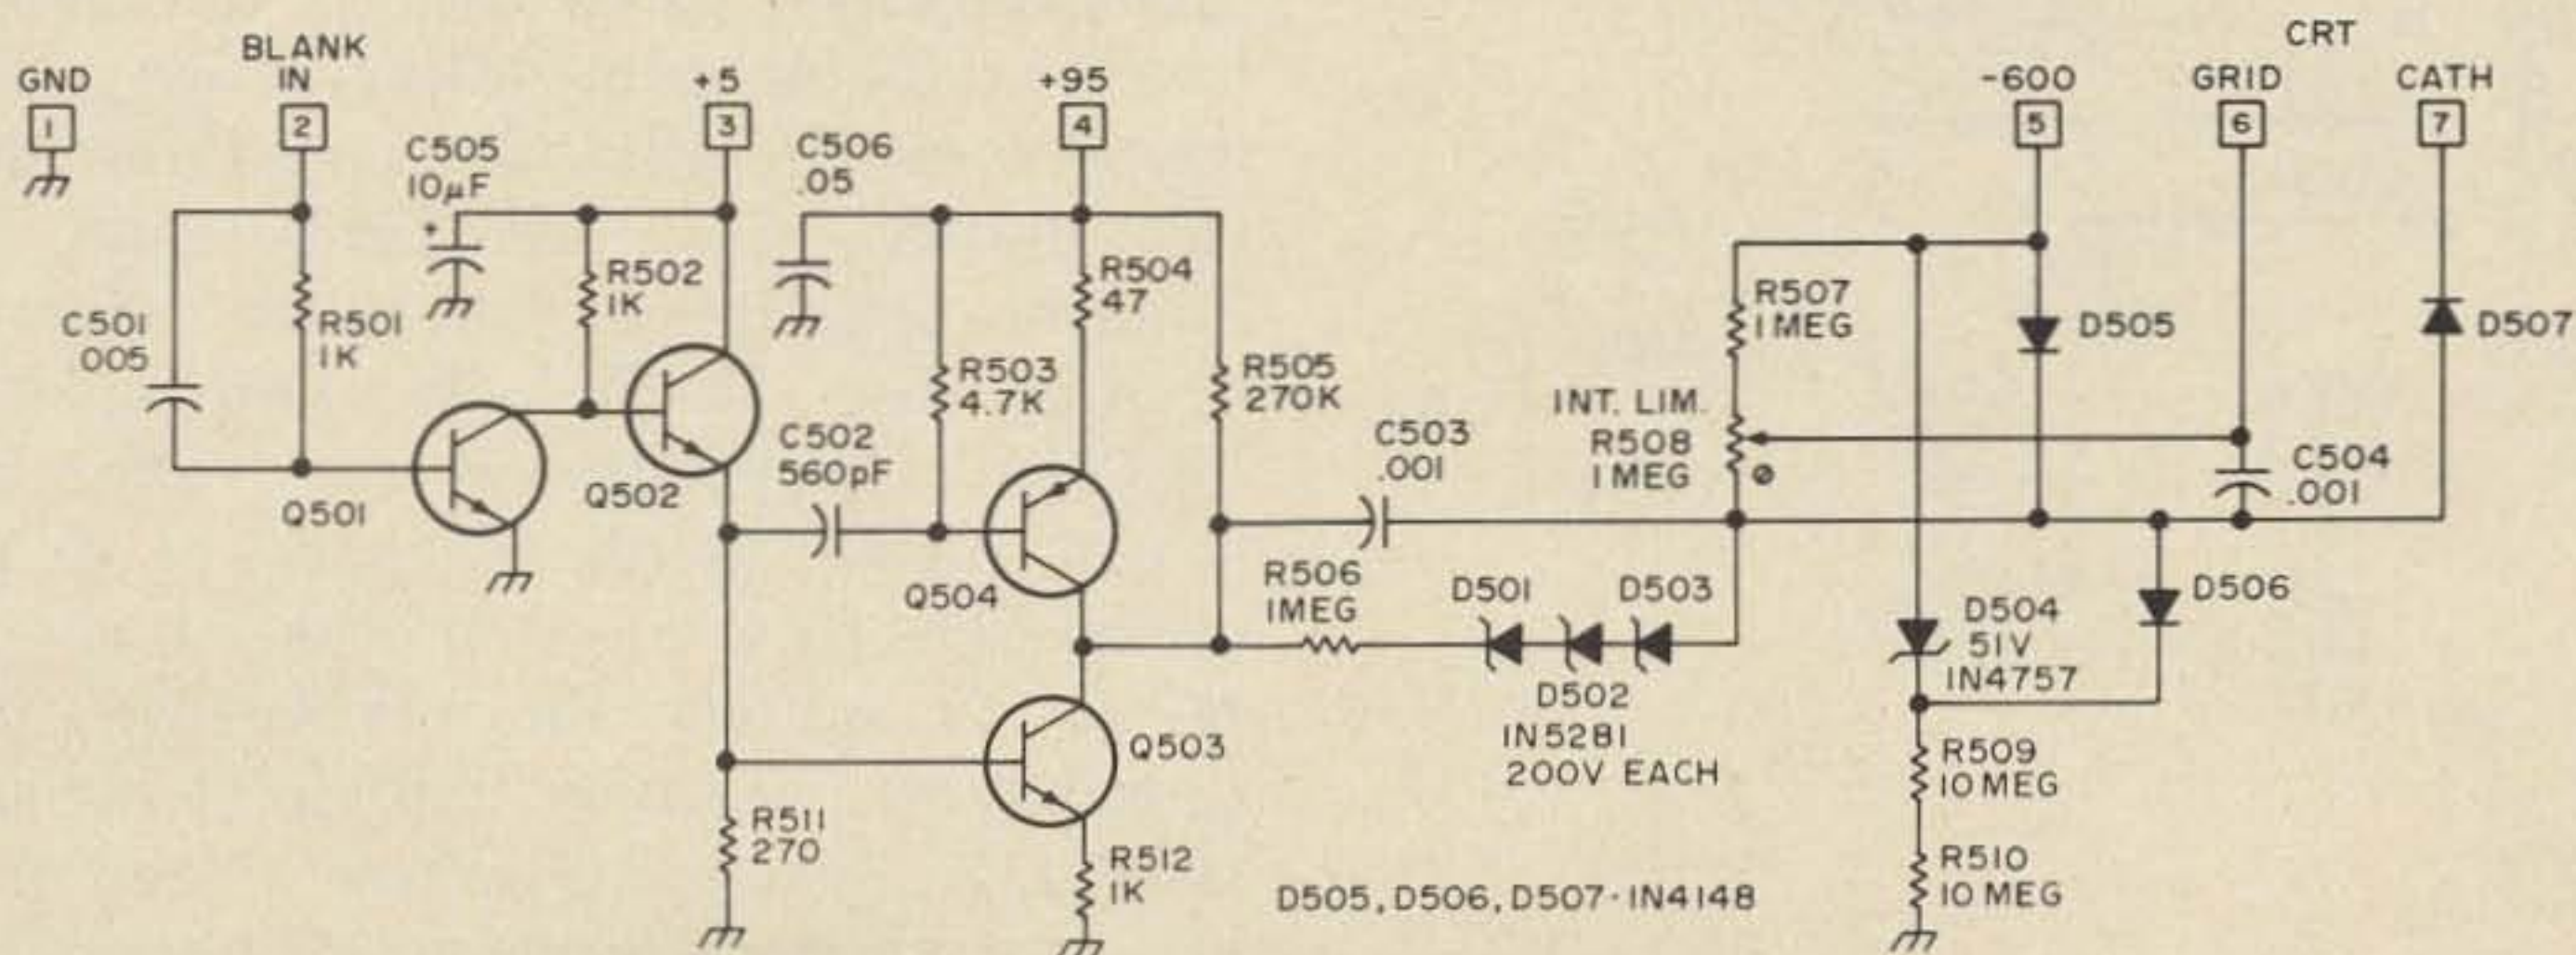 GND
1
BLANK
IN
2
+5
3
+95
4
-600
5
CRT
GRID
6
CATH
7
C505
10µF
+
C506
.05
C501
.005
R501
1K
R502
1K
R503
4.7K
R504
47
R505
270K
R507
1MEG
D505
D507
INT. LIM.
R508
1MEG
C503
.001
C504
.001
C502
560pF
Q501
Q502
Q504
R506
1MEG
D501
D503
D502
1N5281
200V EACH
D504
51V
1N4757
D506
Q503
R509
10MEG
R511
270
R512
1K
R510
10MEG
D505, D506, D507-1N4148